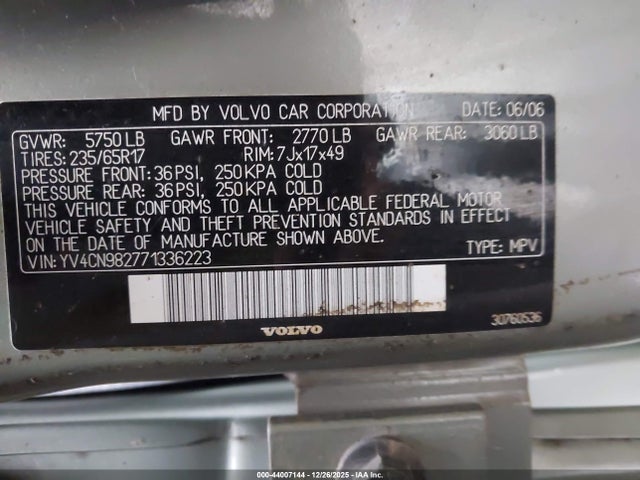 MFD BY VOLVO CAR CORPORATION DATE: 06/06
GVWR: 5750 LB GAWR FRONT: 2770 LB GAWR REAR: 3060 LB
TIRES: 235/65R17 RIM: 7Jx17x49
PRESSURE FRONT: 36 PSI, 250 KPA COLD
PRESSURE REAR: 36 PSI, 250 KPA COLD
THIS VEHICLE CONFORMS TO ALL APPLICABLE FEDERAL MOTOR
VEHICLE SAFETY AND THEFT PREVENTION STANDARDS IN EFFECT
ON THE DATE OF MANUFACTURE SHOWN ABOVE.
VIN: YV4CN982771336223 TYPE: MPV
VOLVO 30760536
000-44007144 - 12/26/2025 - IAA Inc.